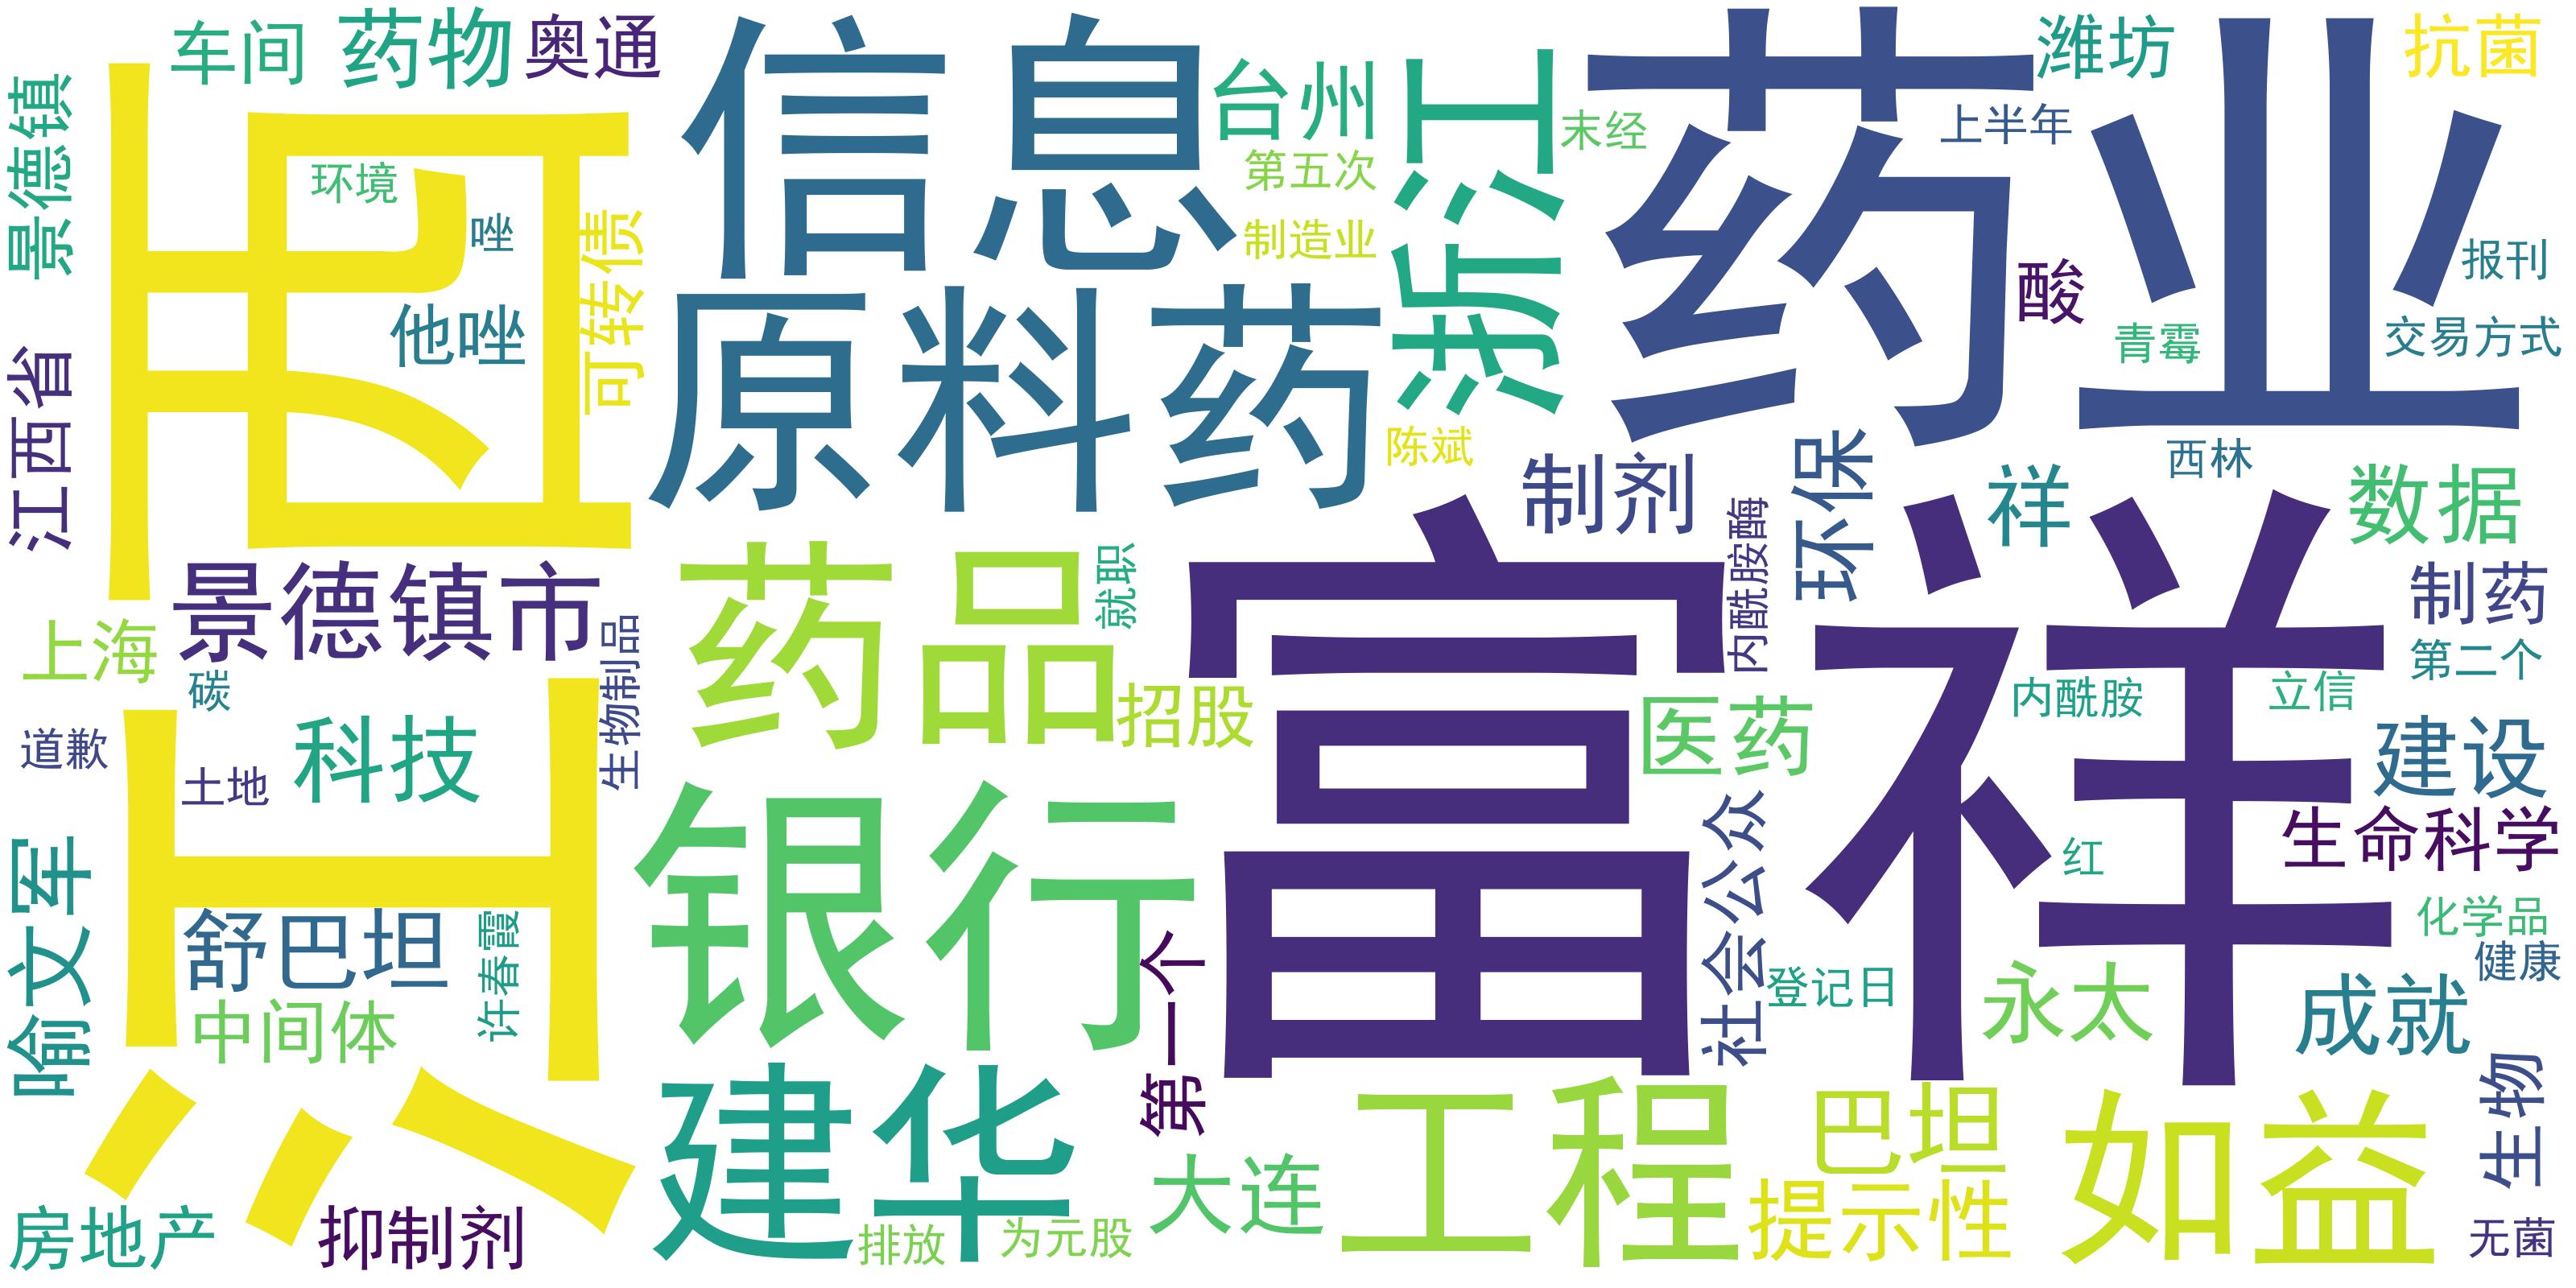 车间
药物
奥通
信息
台州
浙江
药业
潍坊
抗菌
景德镇
江西
环境
唑
他唑
可转债
第五次
制造业
未经
上半年
酸
报刊
青霉
交易方式
江西省
原料药
陈斌
制剂
环保
西林
祥
数据
景德镇市
药品
就职
富祥
内酰胺酶
制药
上海
碳
生物制品
招股
医药
第二个
内酰胺
立信
道歉
土地
科技
建设
银行
社会公众
红
生命科学
喻文军
舒巴坦
许春霞
中间体
第一个
登记日
永太
化学品
健康
成就
建华
工程
巴坦
如益
生物
房地产
抑制剂
排放
为元股
大连
提示性
无菌